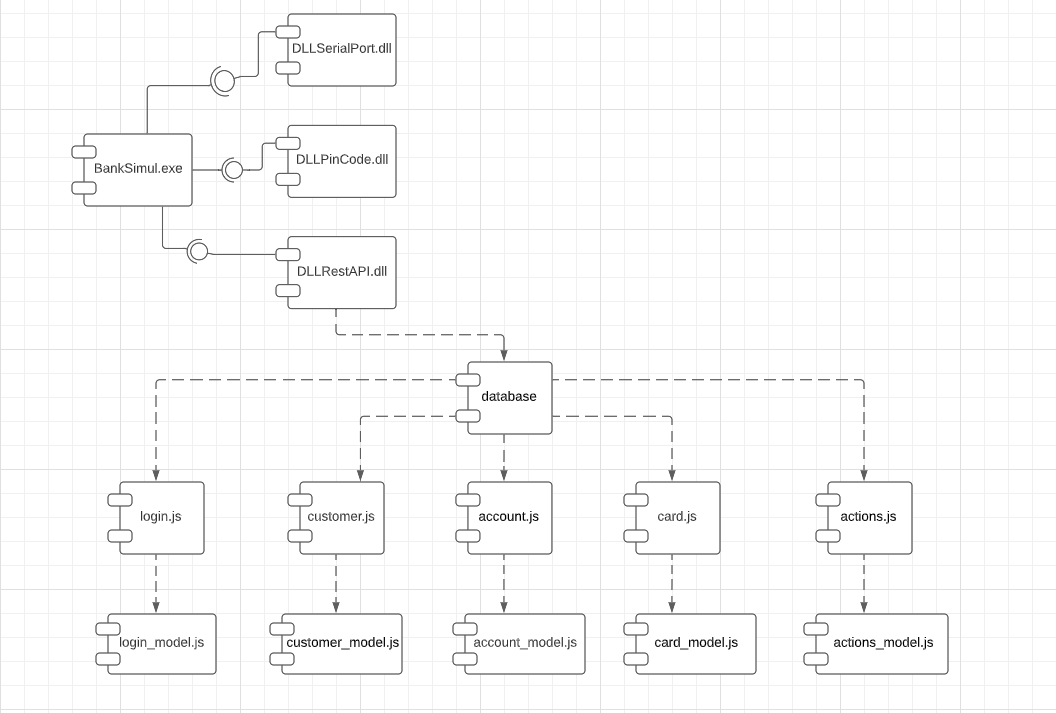 DLLSerialPort.dll
DLLPinCode.dll
BankSimul.exe
DLLRestAPI.dll
database
login.js
customer.js
account.js
card.js
actions.js
login_model.js
customer_model.js
account_model.js
card_model.js
actions_model.js